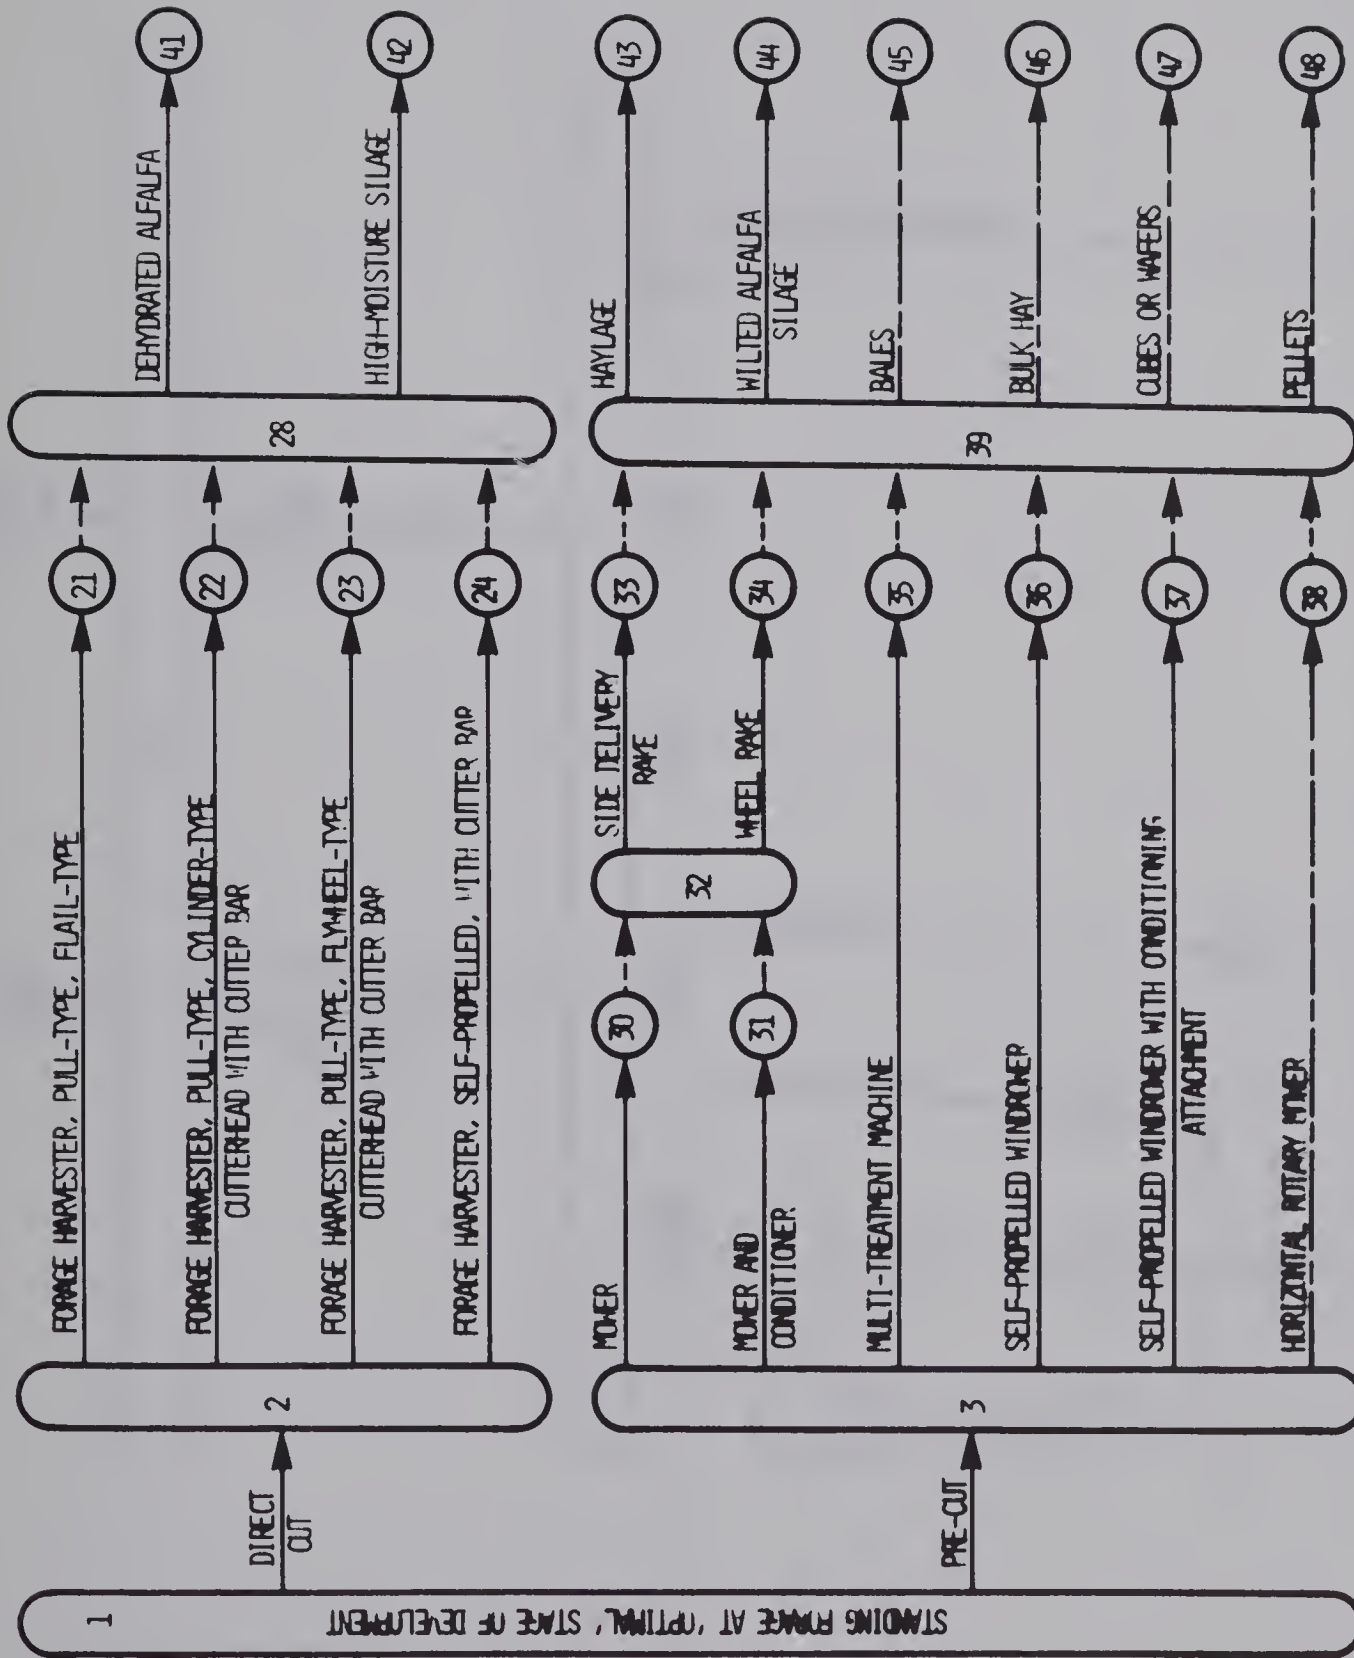 1
STANDING FORAGE AT 'OPTIMAL' STAGE OF DEVELOPMENT
DIRECT
CUT
2
FORAGE HARVESTER, PULL-TYPE, FLAIL-TYPE
21
FORAGE HARVESTER, PULL-TYPE, CYLINDER-TYPE
CUTTERHEAD WITH CUTTER BAR
22
FORAGE HARVESTER, PULL-TYPE, FLYWHEEL-TYPE
CUTTERHEAD WITH CUTTER BAR
23
FORAGE HARVESTER, SELF-PROPELLED, WITH CUTTER BAR
24
28
DEHYDRATED ALFALFA
41
HIGH-MOISTURE SILAGE
42
PRE-CUT
3
MOWER
30
MOWER AND
CONDITIONER
31
32
SIDE DELIVERY
RAKE
33
WHEEL RAKE
34
MULTI-TREATMENT MACHINE
35
SELF-PROPELLED WINDROWER
36
SELF-PROPELLED WINDROWER WITH CONDITIONING
ATTACHMENT
37
HORIZONTAL ROTARY MOWER
38
39
HAYLAGE
43
WILTED ALFALFA
SILAGE
44
BALES
45
BULK HAY
46
CUBES OR WAFERS
47
PELLETS
48